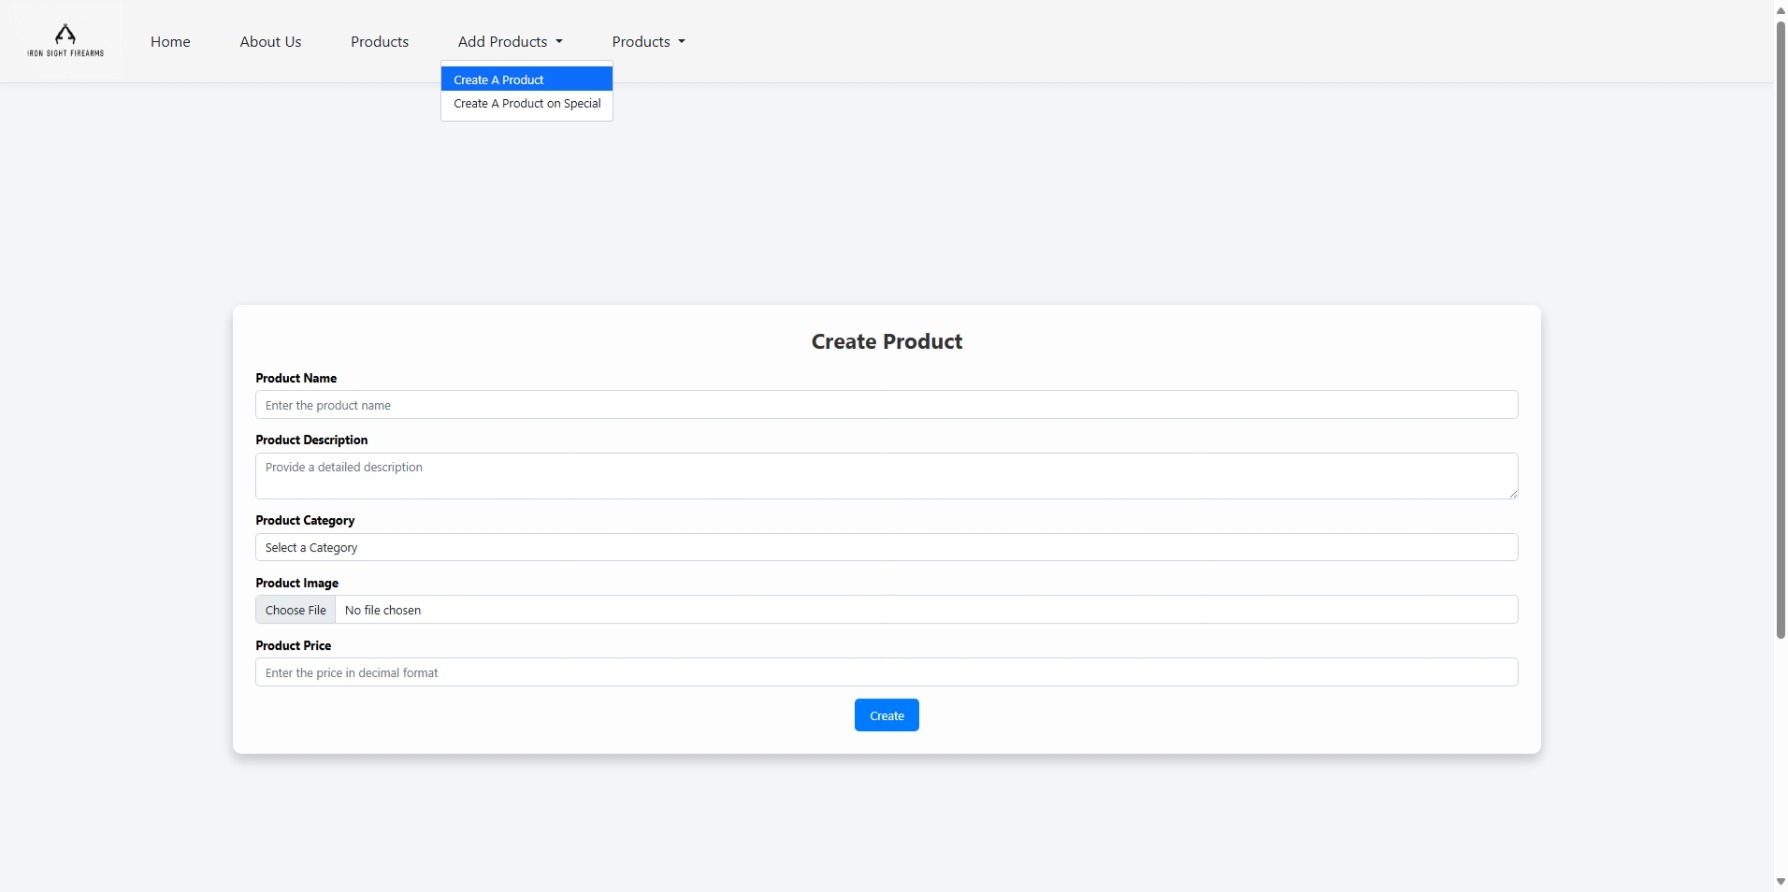 IRON SIGHT FIREARMS
Home
About Us
Products
Add Products
Products
Create A Product
Create A Product on Special
Create Product
Product Name
Enter the product name
Product Description
Provide a detailed description
Product Category
Select a Category
Product Image
Choose File No file chosen
Product Price
Enter the price in decimal format
Create